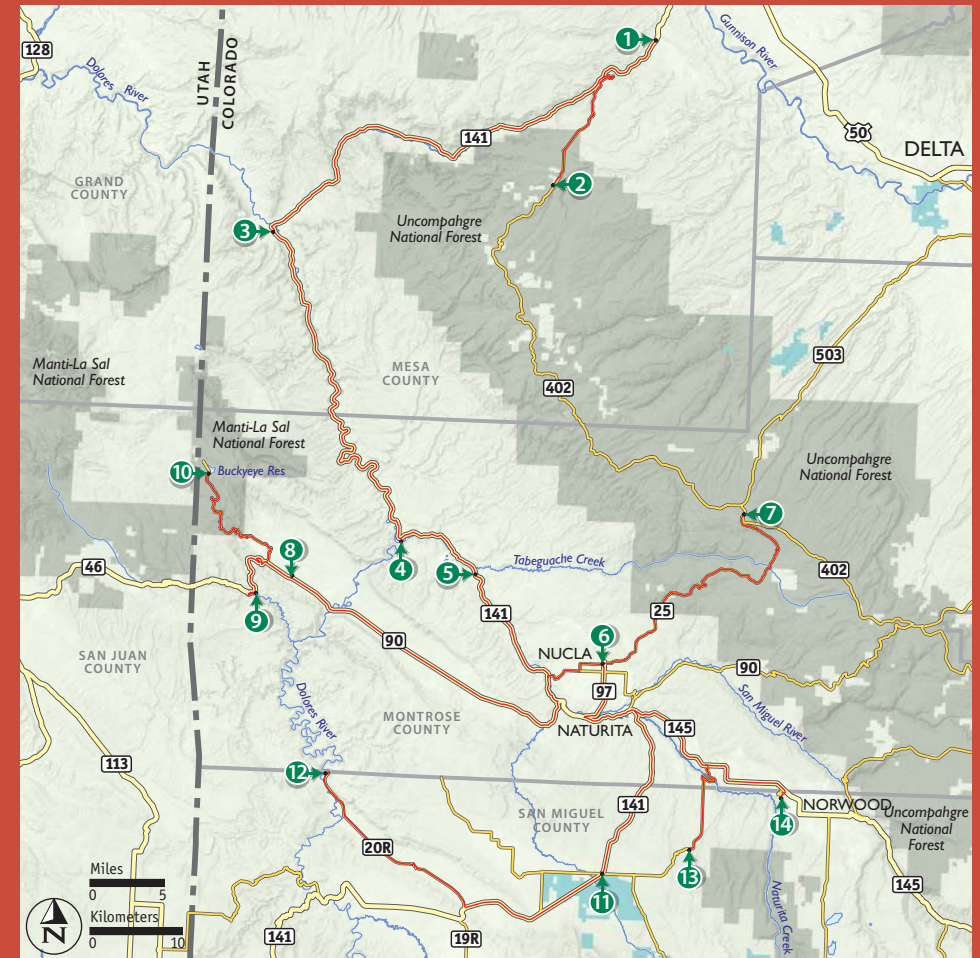 1
Gunnison River
128
UTAH
COLORADO
Dolores
River
141
50
DELTA
2
GRAND
COUNTY
3
Uncompahgre
National Forest
503
Manti-La Sal
National Forest
MESA
COUNTY
402
Manti-La Sal
National Forest
10
Buckyeye Res
Uncompahgre
National Forest
7
8
4
5
Tabeguache Creek
46
402
9
141
25
6
NUCLA
SAN JUAN
COUNTY
90
97
90
San Miguel River
Dolores River
MONTROSE
COUNTY
NATURITA
145
113
12
141
SAN MIGUEL
COUNTY
14
NORWOOD
Uncompahgre
National
Forest
20R
13
Miles
0 5
Kilometers
0 10
N
11
Naturita Creek
145
141
19R